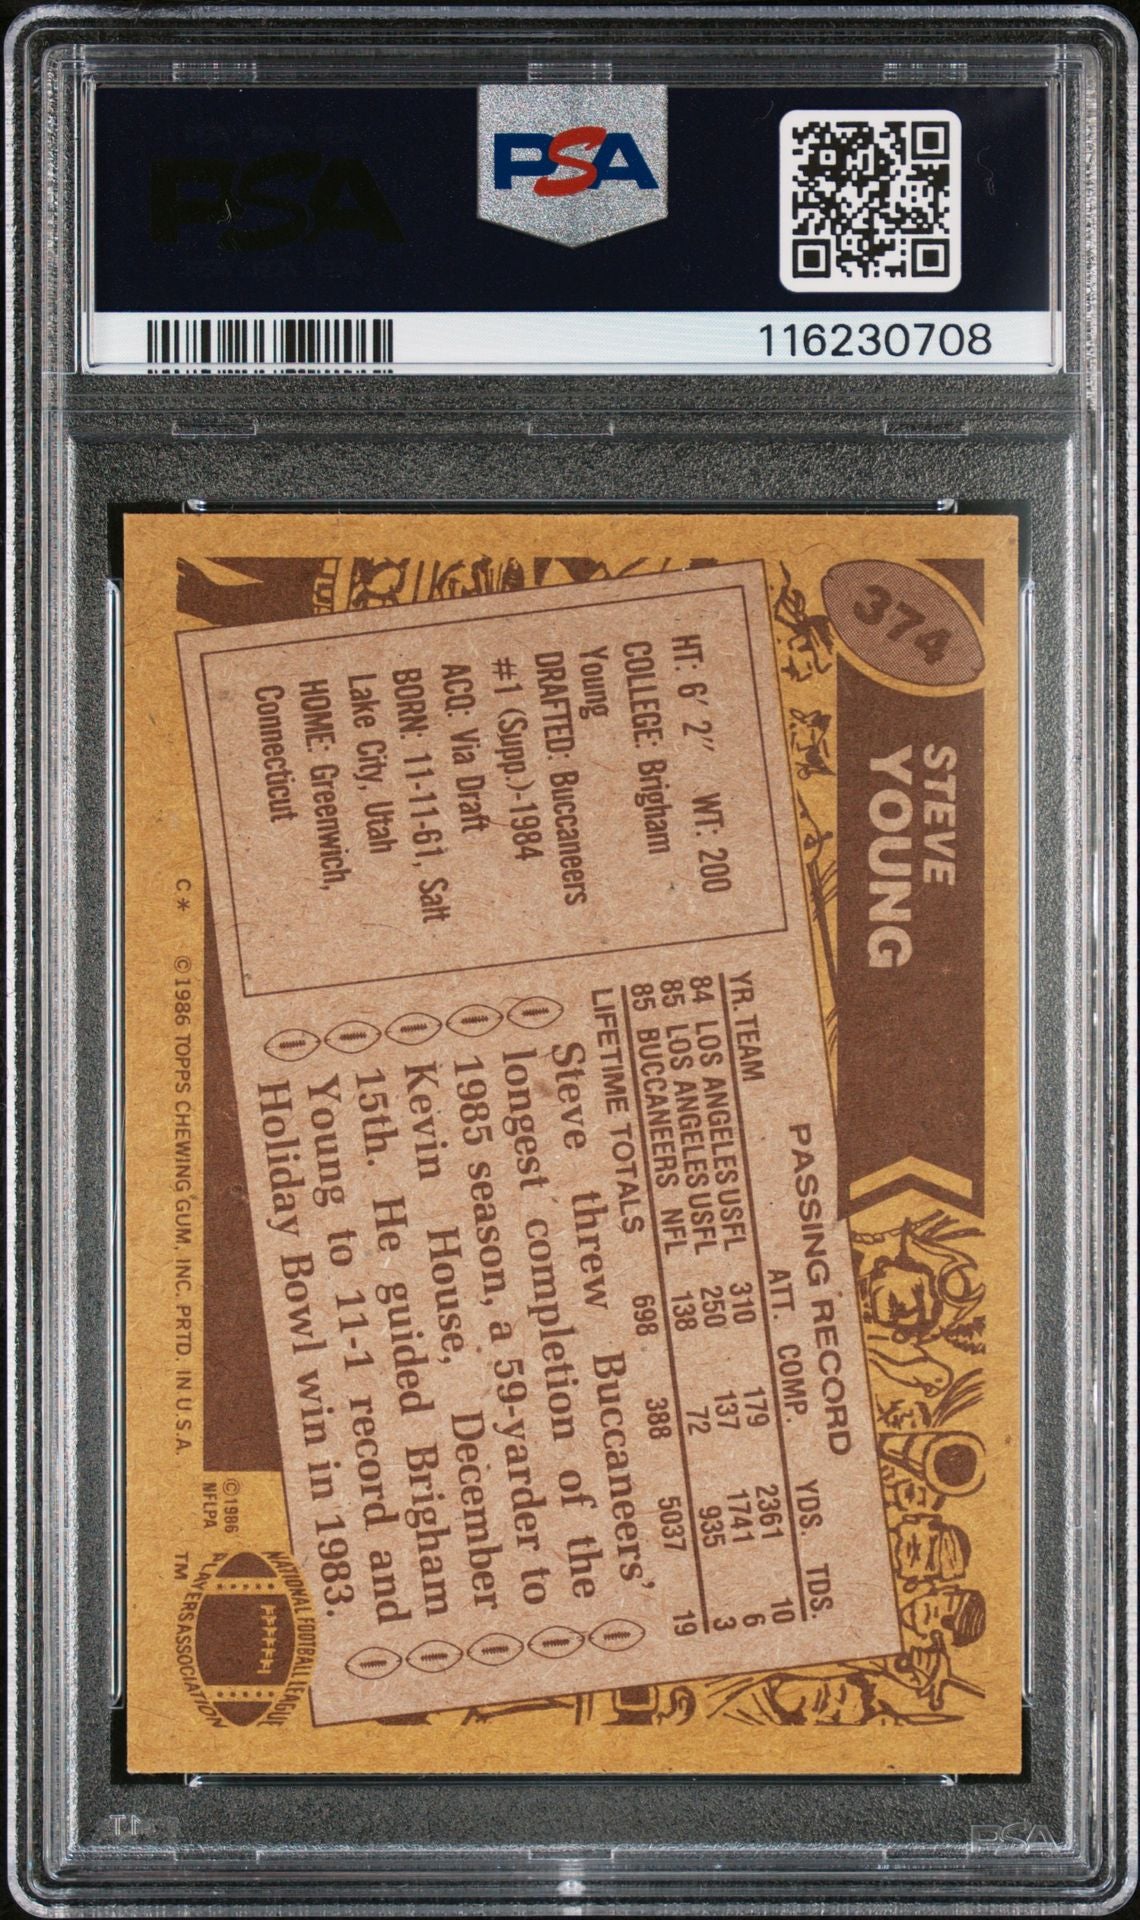 PSA
PSA
116230708
374
STEVE
YOUNG
HT: 6' 2" WT: 200
COLLEGE: Brigham
Young
DRAFTED: Buccaneers
#1 (Supp.)-1984
ACQ: Via Draft
BORN: 11-11-61, Salt
Lake City, Utah
HOME: Greenwich,
Connecticut
PASSING RECORD
YR. TEAM ATT. COMP. YDS. TDS.
84 LOS ANGELES USFL 310 179 2361 10
85 LOS ANGELES USFL 250 137 1741 6
85 BUCCANEERS NFL 138 72 935 3
LIFETIME TOTALS 698 388 5037 19
Steve threw Buccaneers'
longest completion of the
1985 season, a 59-yarder to
Kevin House, December
15th. He guided Brigham
Young to 11-1 record and
Holiday Bowl win in 1983.
C* © 1986 TOPPS CHEWING GUM, INC. PRTD. IN U.S.A.
© 1986
NFLPA
NATIONAL FOOTBALL LEAGUE
PLAYERS ASSOCIATION
TM
PSA